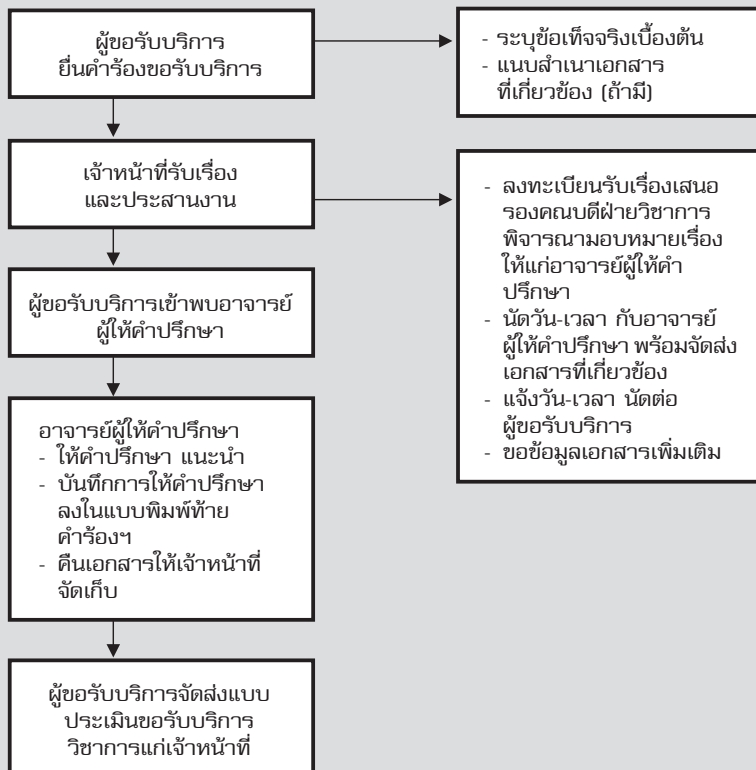 ผู้ขอรับบริการ
ยื่นคำร้องขอรับบริการ
- ระบุข้อเท็จจริงเบื้องต้น
- แนบสำเนาเอกสาร
ที่เกี่ยวข้อง (ถ้ามี)
เจ้าหน้าที่รับเรื่อง
และประสานงาน
- ลงทะเบียนรับเรื่องเสนอ
รองคณบดีฝ่ายวิชาการ
พิจารณามอบหมายเรื่อง
ให้แก่อาจารย์ผู้ให้คำ
ปรึกษา
- นัดวัน-เวลา กับอาจารย์
ผู้ให้คำปรึกษา พร้อมจัดส่ง
เอกสารที่เกี่ยวข้อง
- แจ้งวัน-เวลา นัดต่อ
ผู้ขอรับบริการ
- ขอข้อมูลเอกสารเพิ่มเติม
ผู้ขอรับบริการเข้าพบอาจารย์
ผู้ให้คำปรึกษา
อาจารย์ผู้ให้คำปรึกษา
- ให้คำปรึกษา แนะนำ
- บันทึกการให้คำปรึกษา
ลงในแบบพิมพ์ท้าย
คำร้องฯ
- คืนเอกสารให้เจ้าหน้าที่
จัดเก็บ
ผู้ขอรับบริการจัดส่งแบบ
ประเมินขอรับบริการ
วิชาการแก่เจ้าหน้าที่